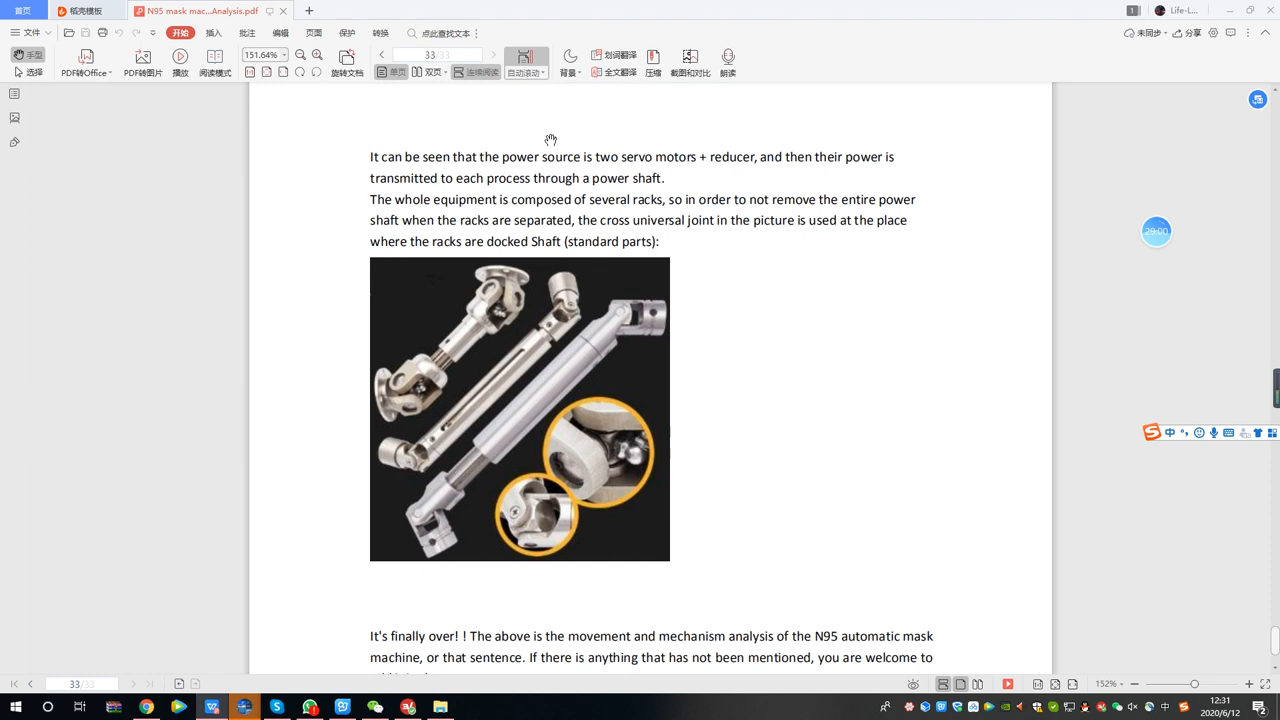 首页
稻壳模板
N95 mask mac...Analysis.pdf
1
Life-L...
文件
开始
插入
批注
编辑
页面
保护
转换
点此查找文本
未同步
分享
手型
选择
PDF转Office
PDF转图片
播放
阅读模式
151.64%
旋转文档
33/33
单页
双页
连续阅读
自动滚动
背景
划词翻译
全文翻译
压缩
截图和对比
朗读
It can be seen that the power source is two servo motors + reducer, and then their power is
transmitted to each process through a power shaft.
The whole equipment is composed of several racks, so in order to not remove the entire power
shaft when the racks are separated, the cross universal joint in the picture is used at the place
where the racks are docked Shaft (standard parts):
29:00
中
It's finally over! ! The above is the movement and mechanism analysis of the N95 automatic mask
machine, or that sentence. If there is anything that has not been mentioned, you are welcome to
33/33
152%
中
12:31
2020/6/12
2